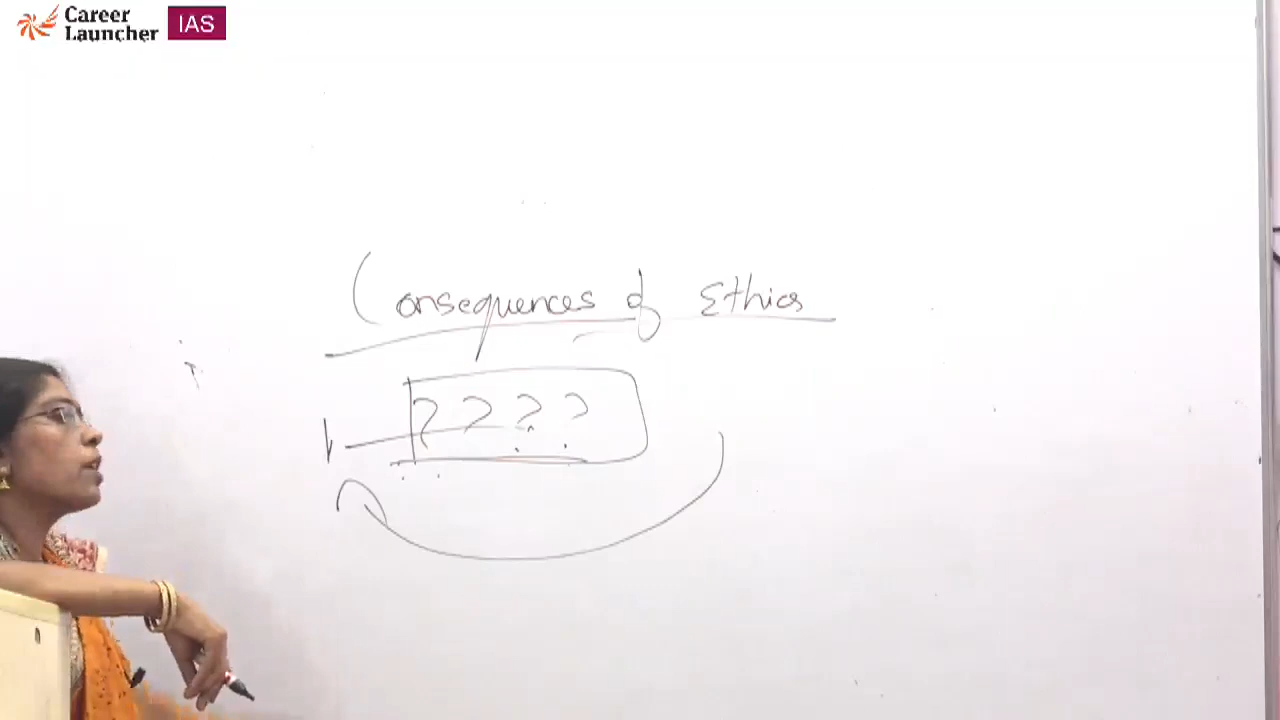 Career
Launcher
IAS
Consequences of Ethics
? ? ? ?